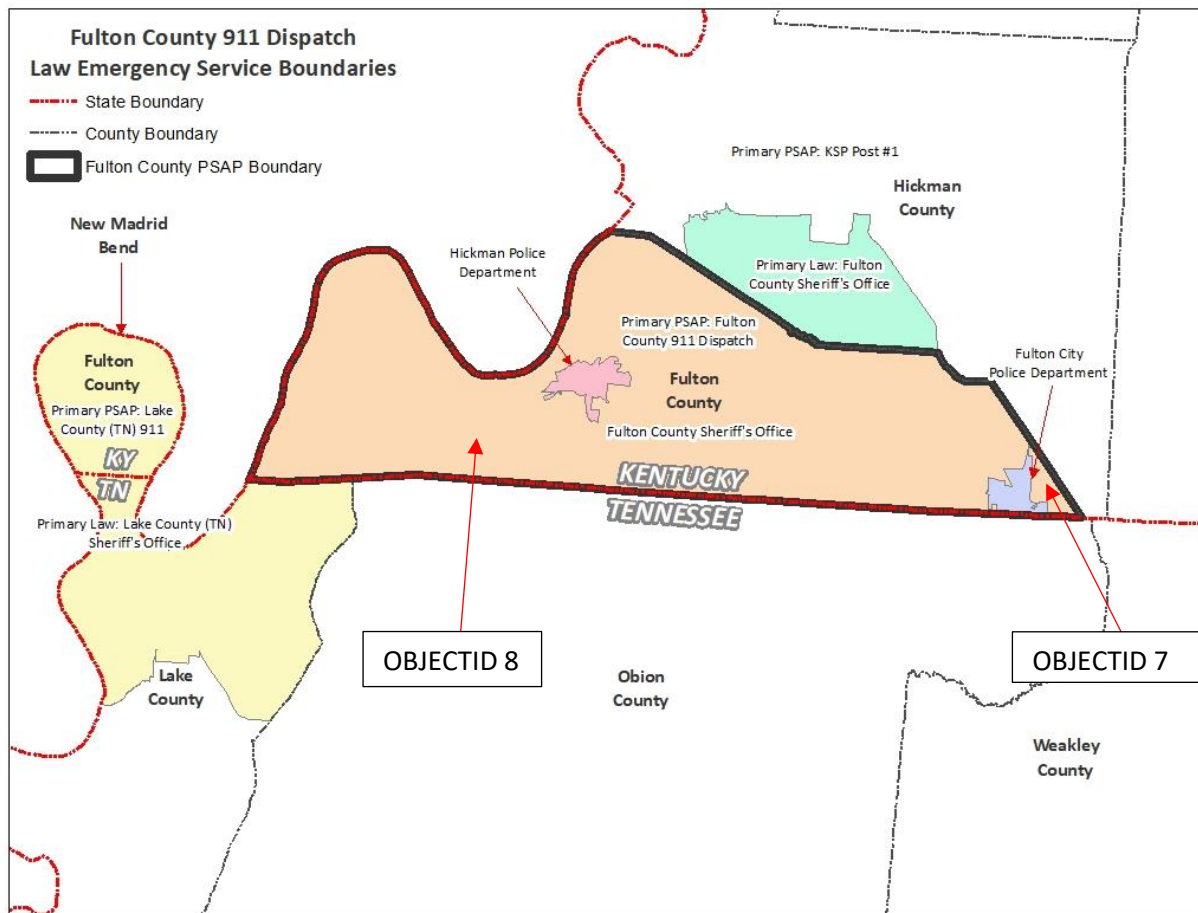 Fulton County 911 Dispatch
Law Emergency Service Boundaries
State Boundary
County Boundary
Fulton County PSAP Boundary
Primary PSAP: KSP Post #1
Hickman
County
New Madrid
Bend
Hickman Police
Department
Primary Law: Fulton
County Sheriff's Office
Primary PSAP: Fulton
County 911 Dispatch
Fulton
County
Primary PSAP: Lake
County (TN) 911
KY
TN
Fulton City
Police Department
Fulton
County
Fulton County Sheriff's Office
KENTUCKY
TENNESSEE
Primary Law: Lake County (TN)
Sheriff's Office
OBJECTID 8
OBJECTID 7
Lake
County
Obion
County
Weakley
County